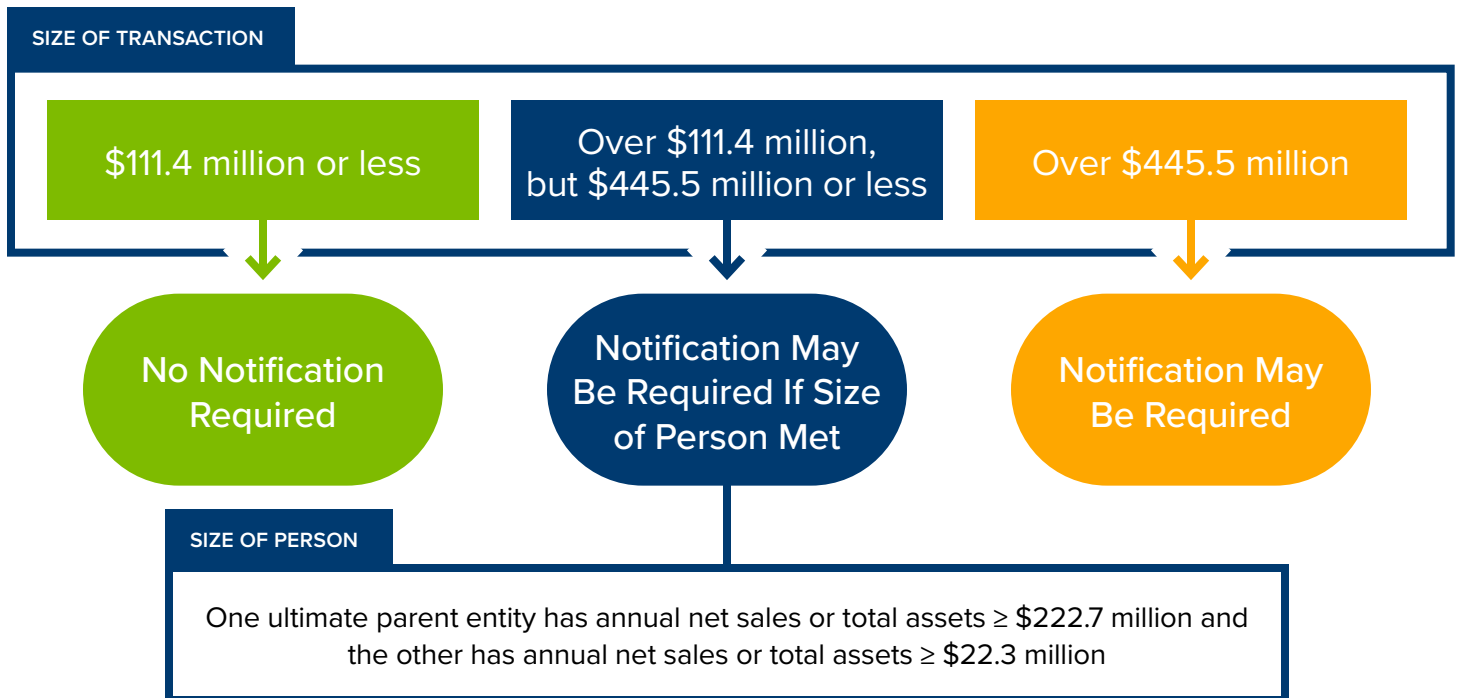 SIZE OF TRANSACTION
$111.4 million or less
Over $111.4 million,
but $445.5 million or less
Over $445.5 million
No Notification
Required
Notification May
Be Required If Size
of Person Met
Notification May
Be Required
SIZE OF PERSON
One ultimate parent entity has annual net sales or total assets ≥ $222.7 million and
the other has annual net sales or total assets ≥ $22.3 million